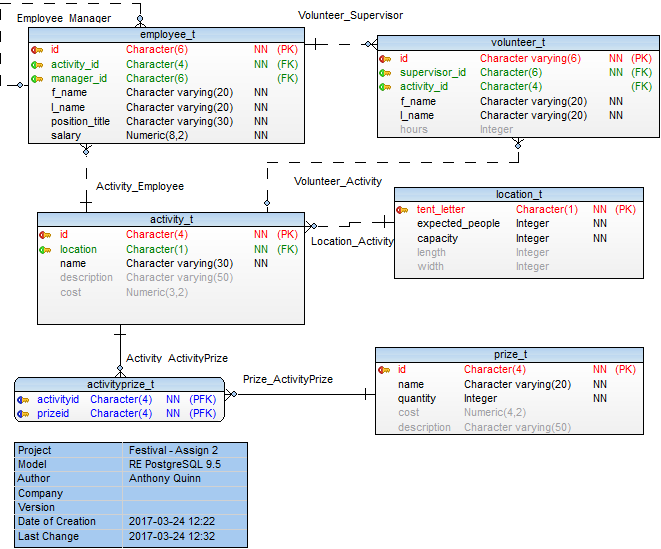 Employee_Manager
Volunteer_Supervisor
employee_t
id Character(6) NN (PK)
activity_id Character(4) NN (FK)
manager_id Character(6) (FK)
f_name Character varying(20) NN
l_name Character varying(20) NN
position_title Character varying(30) NN
salary Numeric(8,2) NN
volunteer_t
id Character varying(6) NN (PK)
supervisor_id Character(6) NN (FK)
activity_id Character(4) (FK)
f_name Character varying(20) NN
l_name Character varying(20) NN
hours Integer
Activity_Employee
Volunteer_Activity
location_t
tent_letter Character(1) NN (PK)
expected_people Integer NN
capacity Integer NN
length Integer
width Integer
Location_Activity
activity_t
id Character(4) NN (PK)
location Character(1) NN (FK)
name Character varying(30) NN
description Character varying(50)
cost Numeric(3,2)
Activity_ActivityPrize
Prize_ActivityPrize
activityprize_t
activityid Character(4) NN (PFK)
prizeid Character(4) NN (PFK)
prize_t
id Character(4) NN (PK)
name Character varying(20) NN
quantity Integer NN
cost Numeric(4,2)
description Character varying(50)
Project Festival - Assign 2
Model RE PostgreSQL 9.5
Author Anthony Quinn
Company
Version
Date of Creation 2017-03-24 12:22
Last Change 2017-03-24 12:32